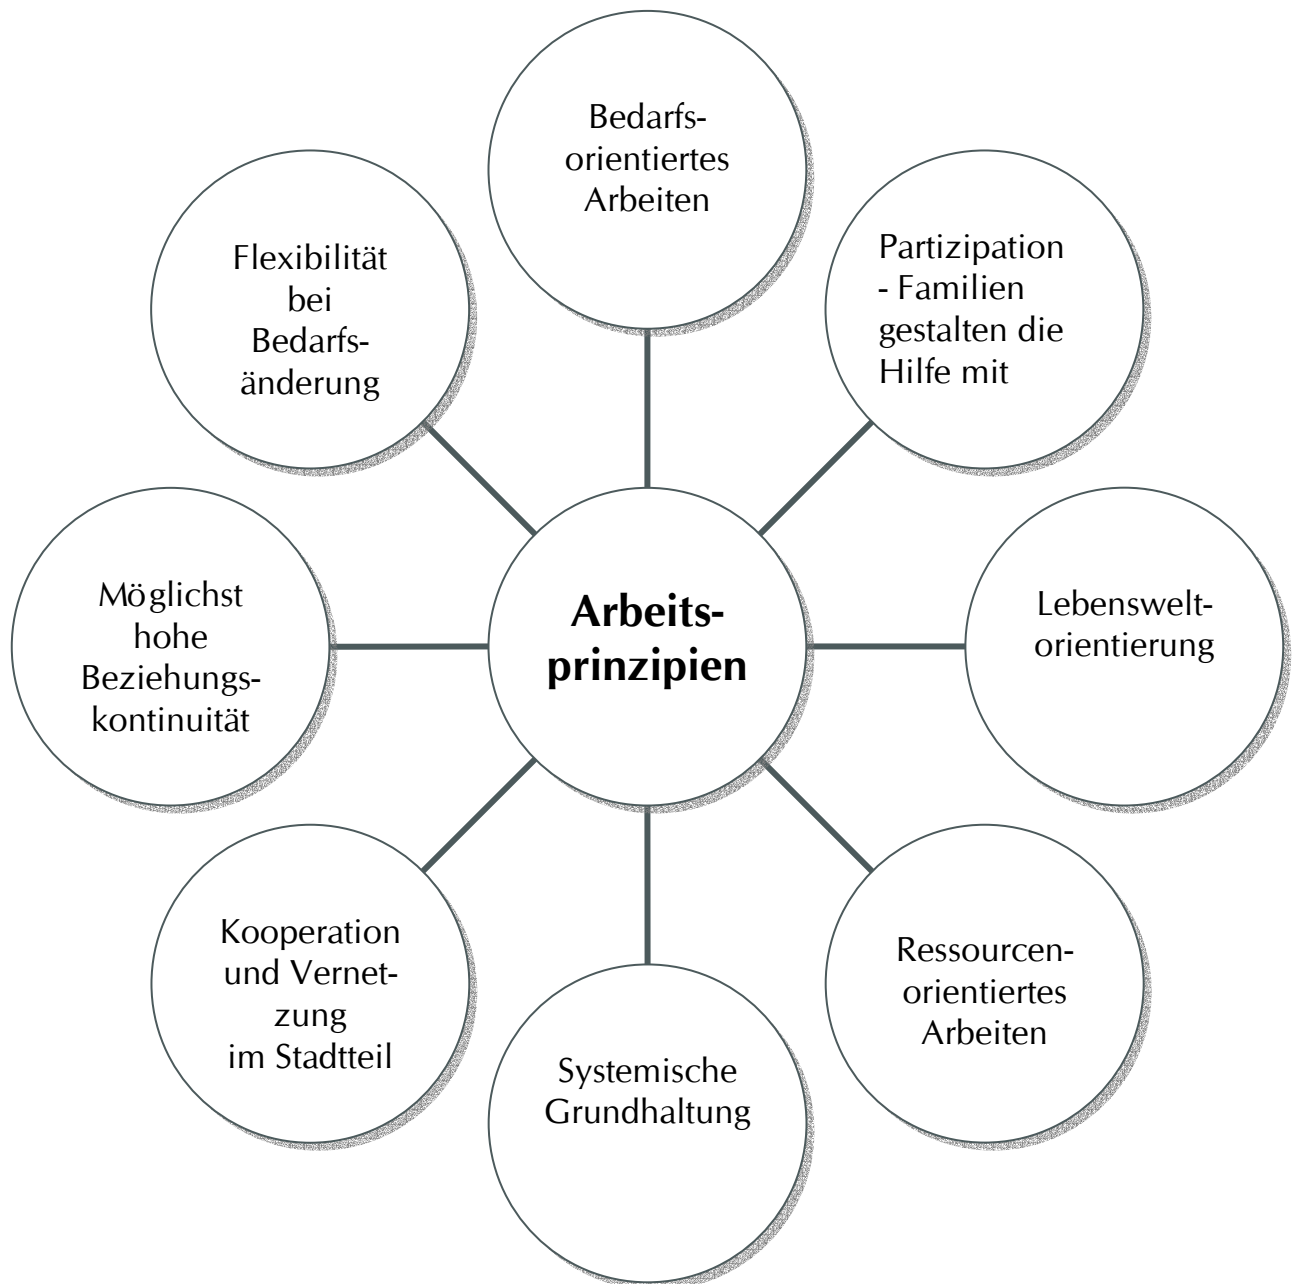 Bedarfs-
orientiertes
Arbeiten
Partizipation
- Familien
gestalten die
Hilfe mit
Lebenswelt-
orientierung
Ressourcen-
orientiertes
Arbeiten
Systemische
Grundhaltung
Kooperation
und Vernet-
zung
im Stadtteil
Möglichst
hohe
Beziehungs-
kontinuität
Flexibilität
bei
Bedarfs-
änderung
Arbeits-
prinzipien